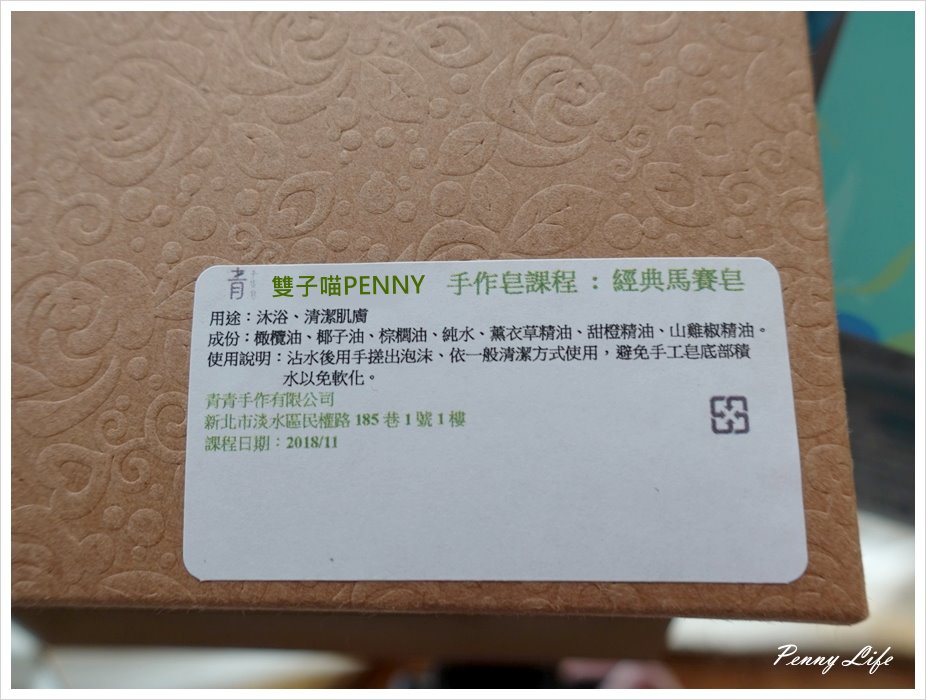 青 雙子喵PENNY 手作皂課程 : 經典馬賽皂
用途：沐浴、清潔肌膚
成份：橄欖油、椰子油、棕櫚油、純水、薰衣草精油、甜橙精油、山雞椒精油。
使用說明：沾水後用手搓出泡沫、依一般清潔方式使用，避免手工皂底部積
水以免軟化。
青青手作有限公司
新北市淡水區民權路 185 巷 1 號 1 樓
課程日期：2018/11
Penny Life